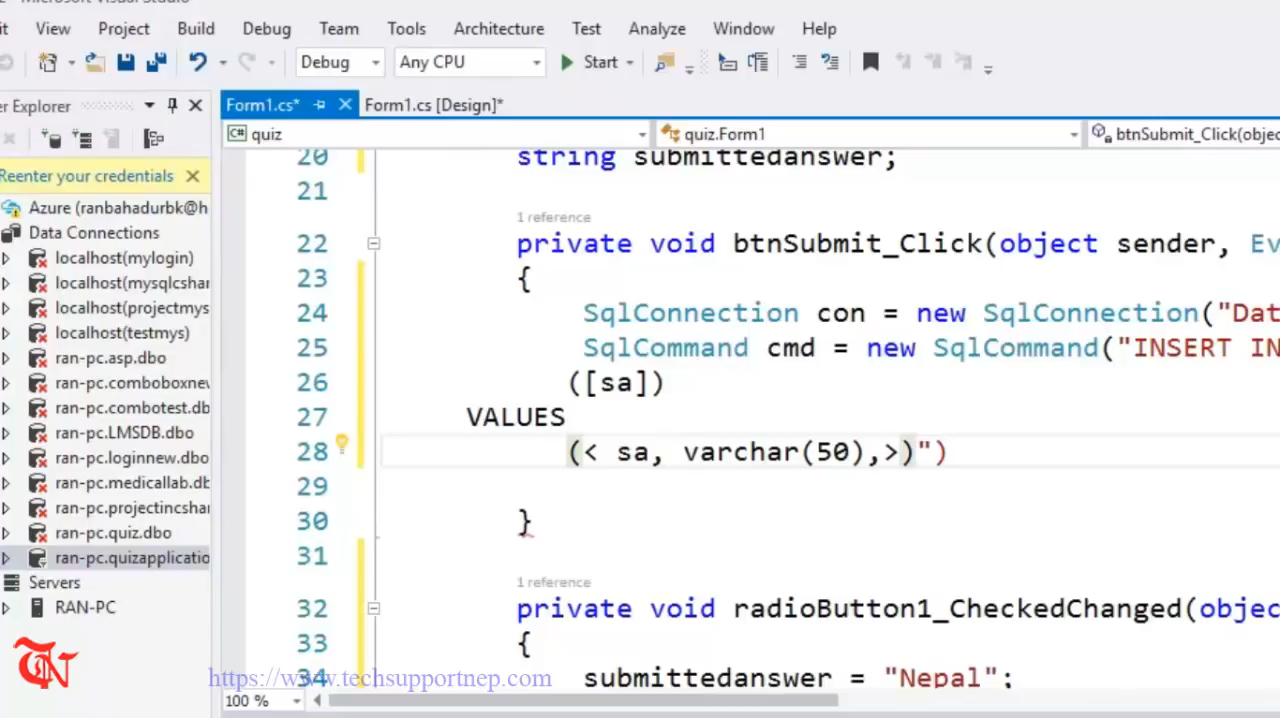 View Project Build Debug Team Tools Architecture Test Analyze Window Help
Debug Any CPU Start
er Explorer
Form1.cs* Form1.cs [Design]*
quiz quiz.Form1 btnSubmit_Click(objec
Reenter your credentials
Azure (ranbahadurbk@h
Data Connections
localhost(mylogin)
localhost(mysqlcshar
localhost(projectmys
localhost(testmys)
ran-pc.asp.dbo
ran-pc.comboboxnew
ran-pc.combotest.db
ran-pc.LMSDB.dbo
ran-pc.loginnew.dbo
ran-pc.medicallab.db
ran-pc.projectincshar
ran-pc.quiz.dbo
ran-pc.quizapplicatio
Servers
RAN-PC
20 string submittedanswer;
21
1 reference
22 private void btnSubmit_Click(object sender, Ev
23 {
24 SqlConnection con = new SqlConnection("Dat
25 SqlCommand cmd = new SqlCommand("INSERT IN
26 ([sa])
27 VALUES
28 (< sa, varchar(50),>)")
29
30 }
31
1 reference
32 private void radioButton1_CheckedChanged(objec
33 {
34 submittedanswer = "Nepal";
TN
https://www.techsupportnep.com
100 %